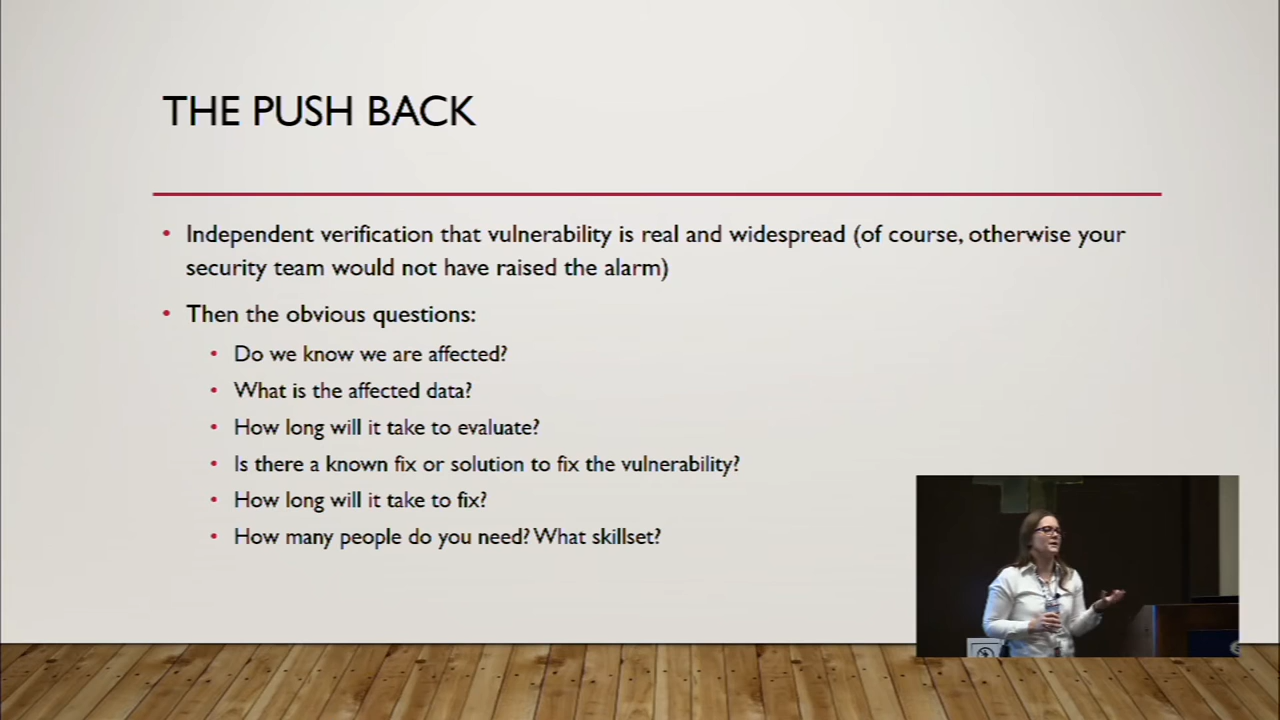 THE PUSH BACK
• Independent verification that vulnerability is real and widespread (of course, otherwise your
security team would not have raised the alarm)
• Then the obvious questions:
• Do we know we are affected?
• What is the affected data?
• How long will it take to evaluate?
• Is there a known fix or solution to fix the vulnerability?
• How long will it take to fix?
• How many people do you need? What skillset?